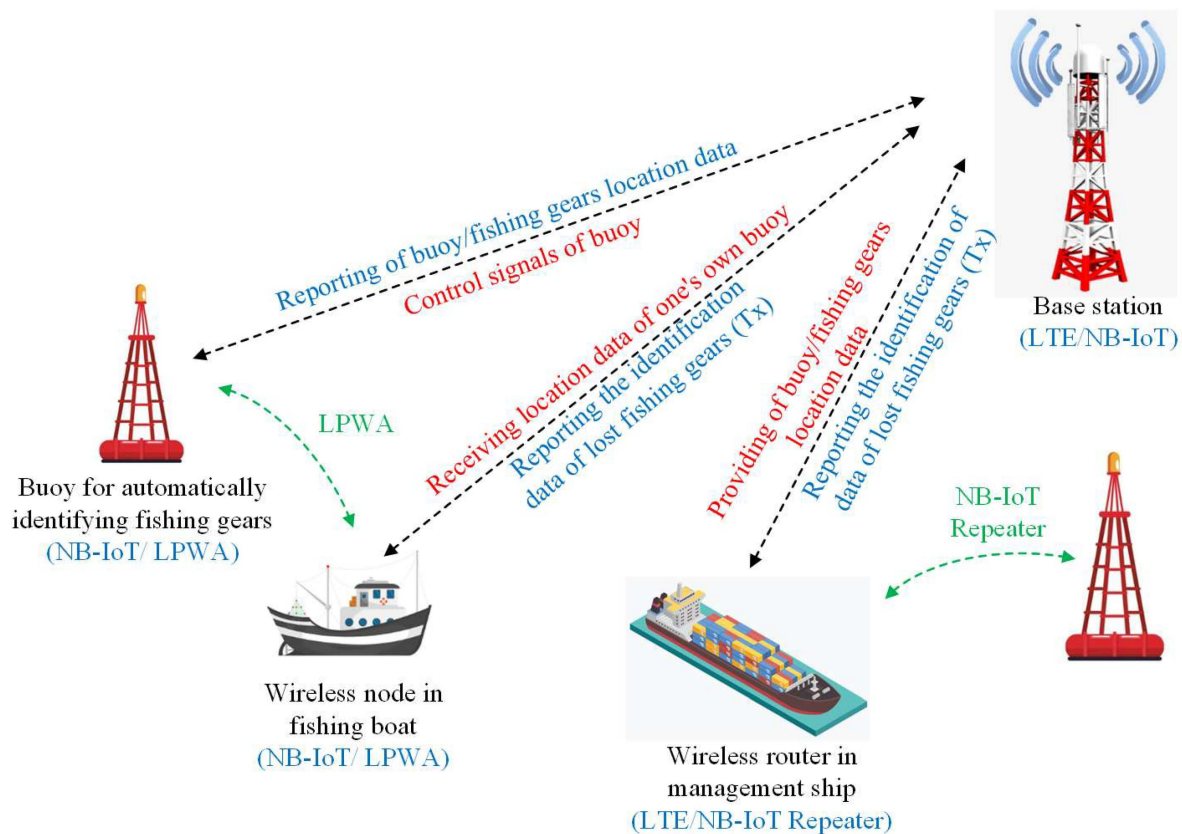 Reporting of buoy/fishing gears location data
Control signals of buoy
Receiving location data of one's own buoy
Reporting the identification
data of lost fishing gears (Tx)
Providing of buoy/fishing gears
location data
Reporting the identification of
data of lost fishing gears (Tx)
Base station
(LTE/NB-IoT)
LPWA
Buoy for automatically
identifying fishing gears
(NB-IoT/ LPWA)
NB-IoT
Repeater
Wireless node in
fishing boat
(NB-IoT/ LPWA)
Wireless router in
management ship
(LTE/NB-IoT Repeater)